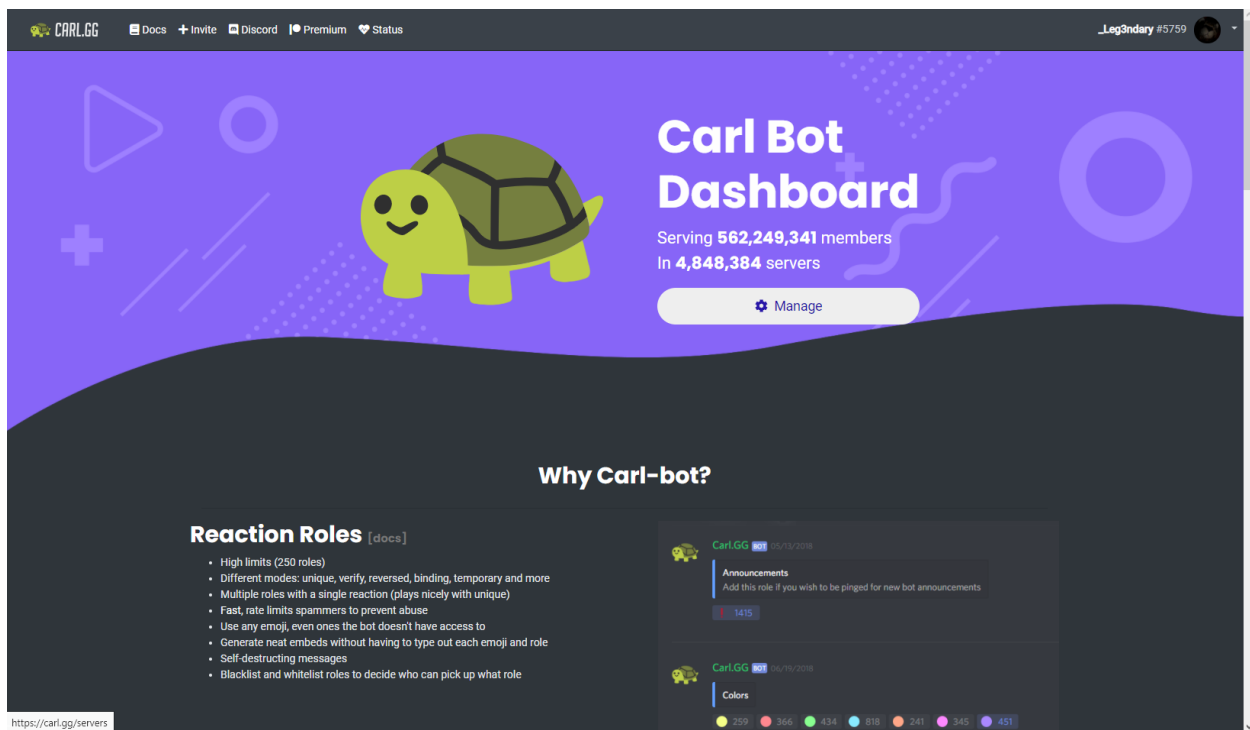 CARL.GG
Docs
Invite
Discord
Premium
Status
_Leg3ndary #5759
Carl Bot
Dashboard
Serving 562,249,341 members
In 4,848,384 servers
Manage
Why Carl-bot?
Reaction Roles [docs]
High limits (250 roles)
Different modes: unique, verify, reversed, binding, temporary and more
Multiple roles with a single reaction (plays nicely with unique)
Fast, rate limits spammers to prevent abuse
Use any emoji, even ones the bot doesn't have access to
Generate neat embeds without having to type out each emoji and role
Self-destructing messages
Blacklist and whitelist roles to decide who can pick up what role
Carl.GG BOT 05/13/2018
Announcements
Add this role if you wish to be pinged for new bot announcements
1415
Carl.GG BOT 06/19/2018
Colors
259 366 434 818 241 345 451
https://carl.gg/servers